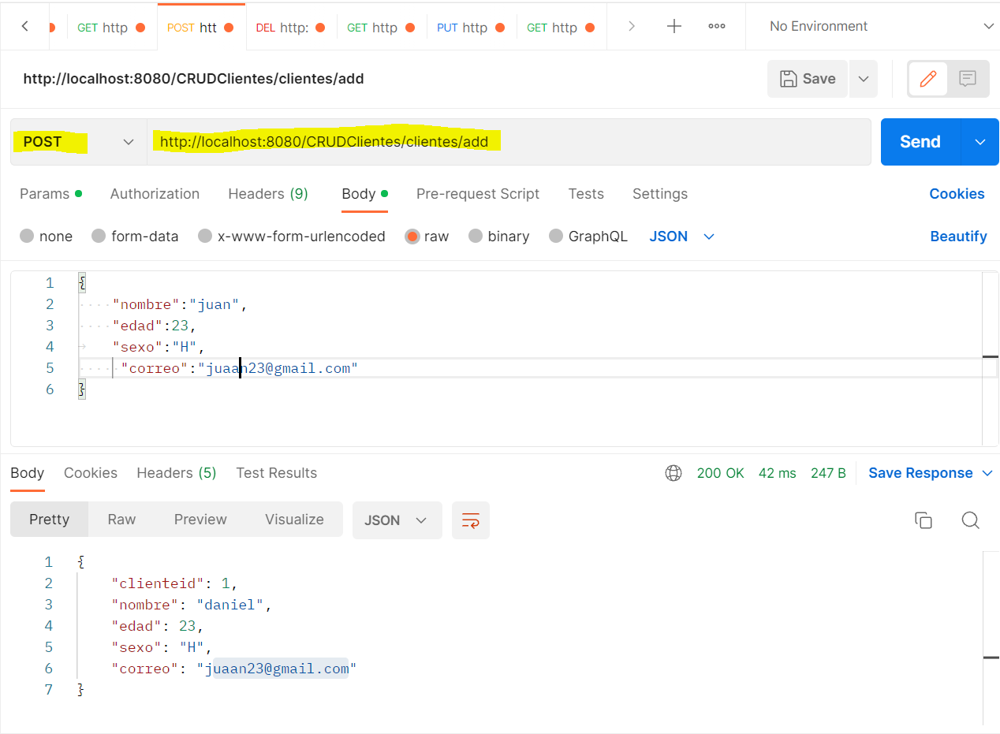 GET http POST htt DEL http: GET http PUT http GET http No Environment
http://localhost:8080/CRUDClientes/clientes/add Save
POST http://localhost:8080/CRUDClientes/clientes/add Send
Params Authorization Headers (9) Body Pre-request Script Tests Settings Cookies
none form-data x-www-form-urlencoded raw binary GraphQL JSON Beautify
1 {
2 "nombre":"juan",
3 "edad":23,
4 "sexo":"H",
5 "correo":"juaan23@gmail.com"
6 }
Body Cookies Headers (5) Test Results 200 OK 42 ms 247 B Save Response
Pretty Raw Preview Visualize JSON
1 {
2 "clienteid": 1,
3 "nombre": "daniel",
4 "edad": 23,
5 "sexo": "H",
6 "correo": "juaan23@gmail.com"
7 }